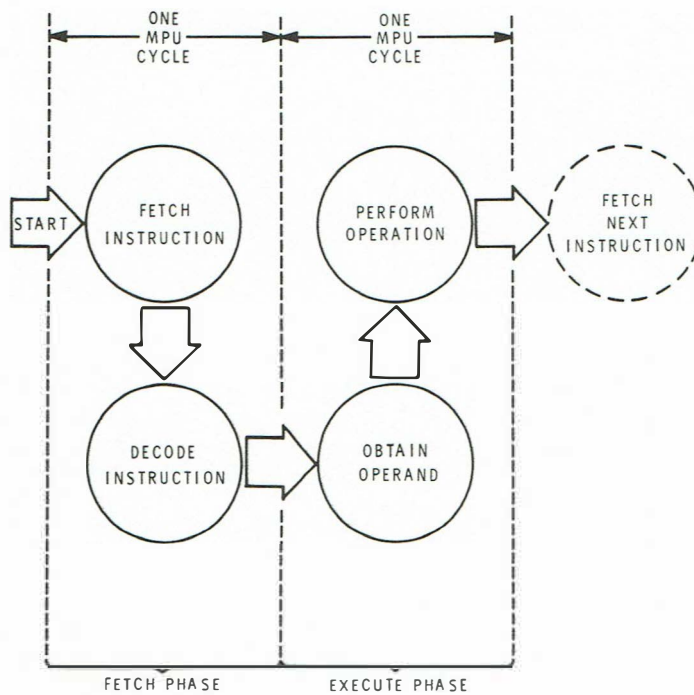 ONE
MPU
CYCLE
ONE
MPU
CYCLE
START
FETCH
INSTRUCTION
PERFORM
OPERATION
FETCH
NEXT
INSTRUCTION
DECODE
INSTRUCTION
OBTAIN
OPERAND
FETCH PHASE
EXECUTE PHASE